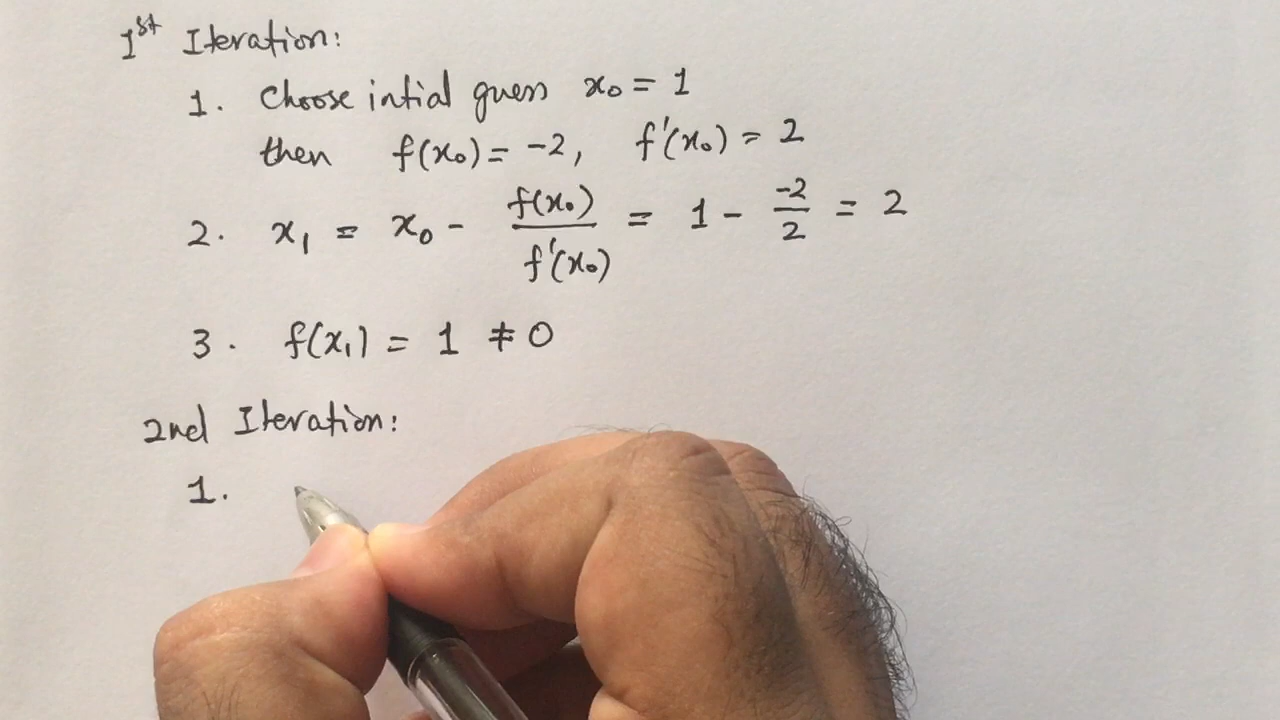 1st Iteration:
1. Choose intial guess x₀ = 1
then f(x₀) = -2, f'(x₀) = 2
2. x₁ = x₀ - f(x₀)/f'(x₀) = 1 - -2/2 = 2
3. f(x₁) = 1 ≠ 0
2nd Iteration:
1.